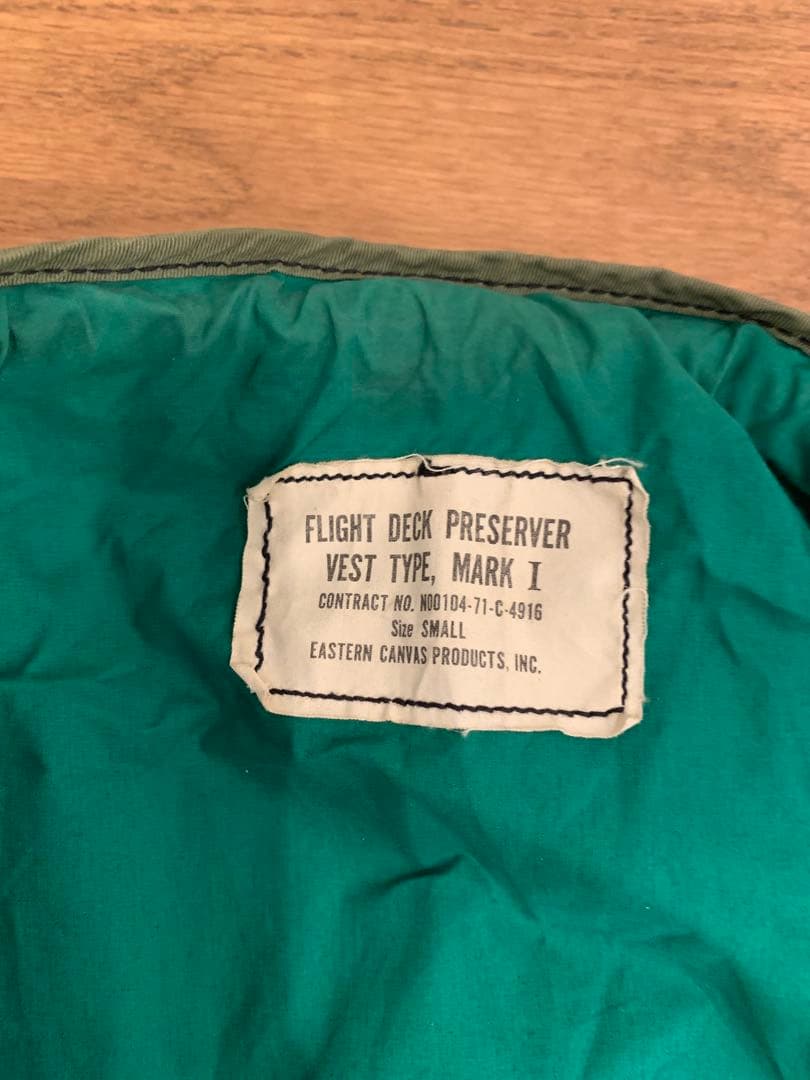 FLIGHT DECK PRESERVER
VEST TYPE, MARK I
CONTRACT NO. N00104-71-C-4916
Size SMALL
EASTERN CANVAS PRODUCTS, INC.